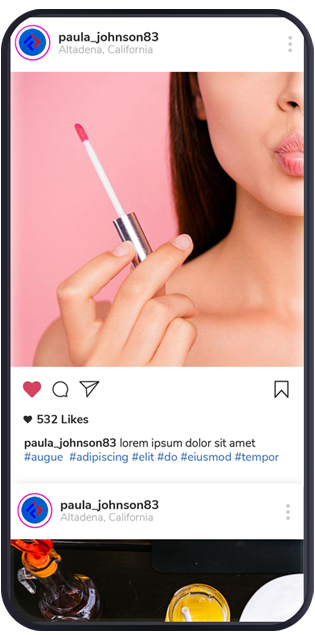 paula_johnson83
Altadena, California
532 Likes
paula_johnson83 lorem ipsum dolor sit amet
#augue #adipiscing #elit #do #eiusmod #tempor
paula_johnson83
Altadena, California